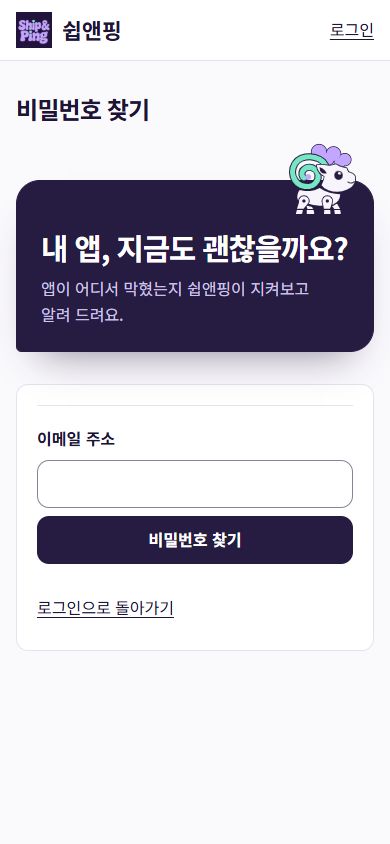 Ship&
Ping
쉽앤핑
로그인
비밀번호 찾기
내 앱, 지금도 괜찮을까요?
앱이 어디서 막혔는지 쉽앤핑이 지켜보고
알려 드려요.
이메일 주소
비밀번호 찾기
로그인으로 돌아가기